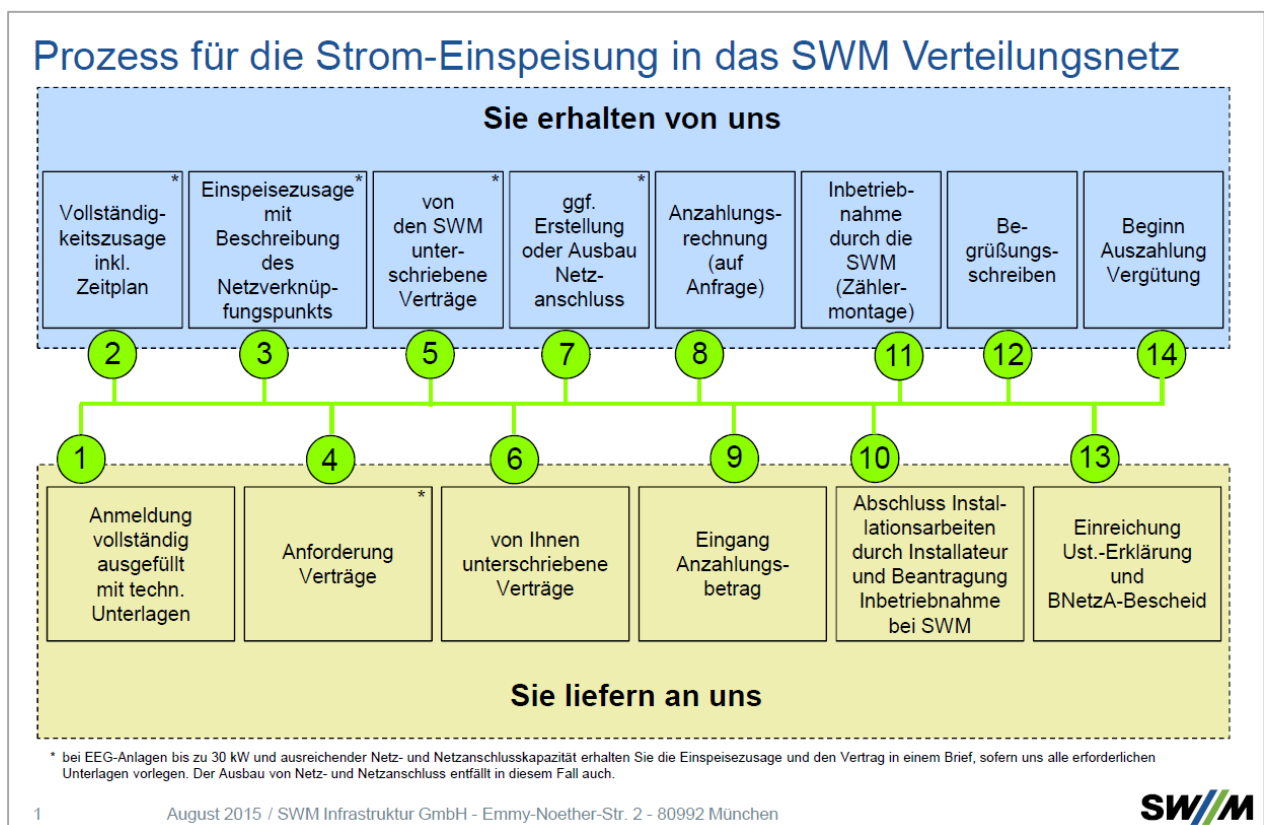 Prozess für die Strom-Einspeisung in das SWM Verteilungsnetz
Sie erhalten von uns
*
Vollständig-
keitszusage
inkl.
Zeitplan
*
Einspeisezusage
mit
Beschreibung
des
Netzverknüp-
fungspunkts
*
von
den SWM
unter-
schriebene
Verträge
*
ggf.
Erstellung
oder Ausbau
Netz-
anschluss
Anzahlungs-
rechnung
(auf
Anfrage)
Inbetrieb-
nahme
durch die
SWM
(Zähler-
montage)
Be-
grüßungs-
schreiben
Beginn
Auszahlung
Vergütung
2
3
5
7
8
11
12
14
1
4
6
9
10
13
Anmeldung
vollständig
ausgefüllt
mit techn.
Unterlagen
*
Anforderung
Verträge
von Ihnen
unterschriebene
Verträge
Eingang
Anzahlungs-
betrag
Abschluss Instal-
lationsarbeiten
durch Installateur
und Beantragung
Inbetriebnahme
bei SWM
Einreichung
Ust.-Erklärung
und
BNetzA-Bescheid
Sie liefern an uns
* bei EEG-Anlagen bis zu 30 kW und ausreichender Netz- und Netzanschlusskapazität erhalten Sie die Einspeisezusage und den Vertrag in einem Brief, sofern uns alle erforderlichen
Unterlagen vorlegen. Der Ausbau von Netz- und Netzanschluss entfällt in diesem Fall auch.
1 August 2015 / SWM Infrastruktur GmbH - Emmy-Noether-Str. 2 - 80992 München
SWM